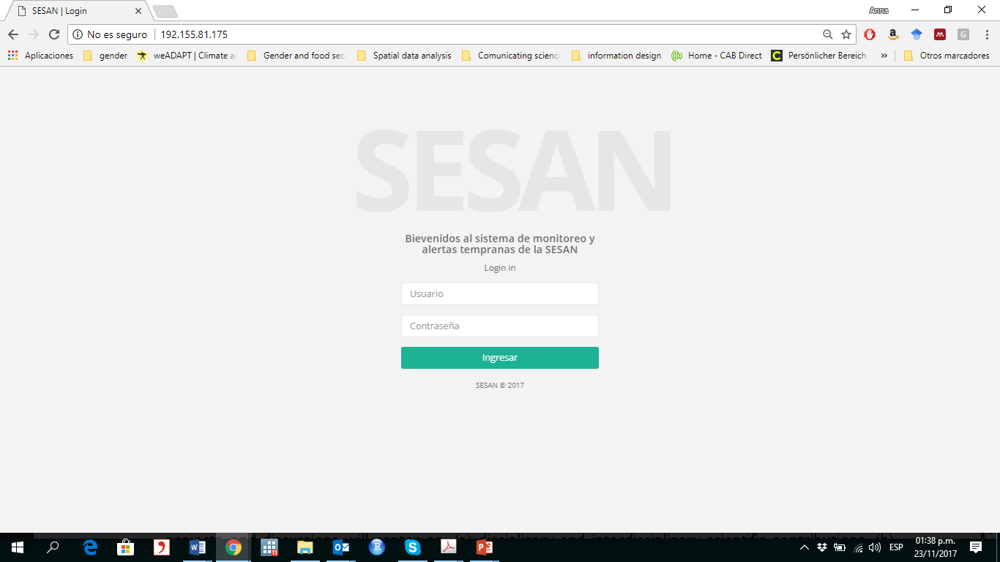 SESAN | Login
Anna
No es seguro 192.155.81.175
Aplicaciones gender weADAPT | Climate a Gender and food sec Spatial data analysis Comunicating science information design Home - CAB Direct Persönlicher Bereich » Otros marcadores
SESAN
Bievenidos al sistema de monitoreo y
alertas tempranas de la SESAN
Login in
Usuario
Contraseña
Ingresar
SESAN © 2017
ESP
01:38 p.m.
23/11/2017